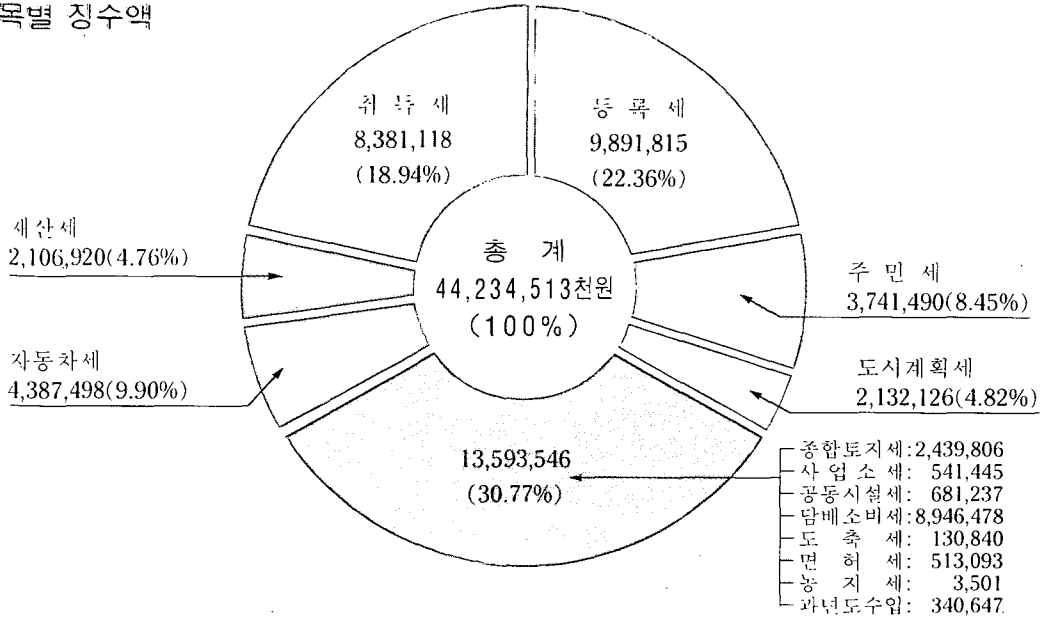 목별 징수액
취 득 세
8,381,118
(18.94%)
등 록 세
9,891,815
(22.36%)
재산세
2,106,920(4.76%)
총 계
44,234,513천원
(100%)
주 민 세
3,741,490(8.45%)
자동차세
4,387,498(9.90%)
도시계획세
2,132,126(4.82%)
13,593,546
(30.77%)
종합토지세:2,439,806
사 업 소 세: 541,445
공동시설세: 681,237
담배소비세:8,946,478
도 축 세: 130,840
면 허 세: 513,093
농 지 세: 3,501
과년도수입: 340,647